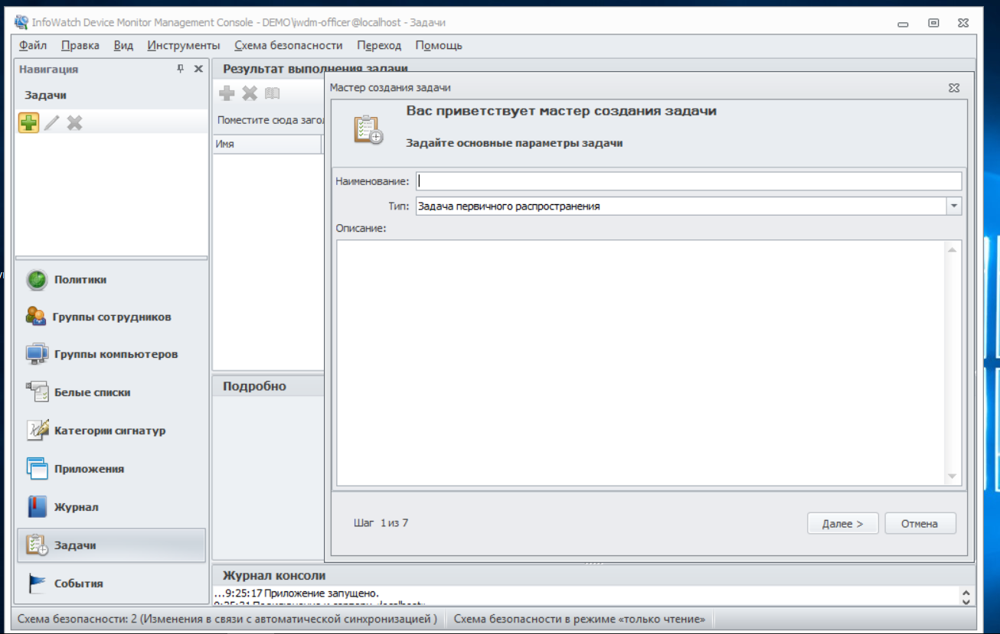 InfoWatch Device Monitor Management Console - DEMO\iwdm-officer@localhost - Задачи
Файл Правка Вид Инструменты Схема безопасности Переход Помощь
Навигация
Задачи
Политики
Группы сотрудников
Группы компьютеров
Белые списки
Категории сигнатур
Приложения
Журнал
Задачи
События
Результат выполнения задачи
Поместите сюда заго
Имя
Подробно
Мастер создания задачи
Вас приветствует мастер создания задачи
Задайте основные параметры задачи
Наименование:
Тип: Задача первичного распространения
Описание:
Шаг 1 из 7
Далее >
Отмена
Журнал консоли
...9:25:17 Приложение запущено.
Схема безопасности: 2 (Изменения в связи с автоматической синхронизацией ) Схема безопасности в режиме «только чтение»